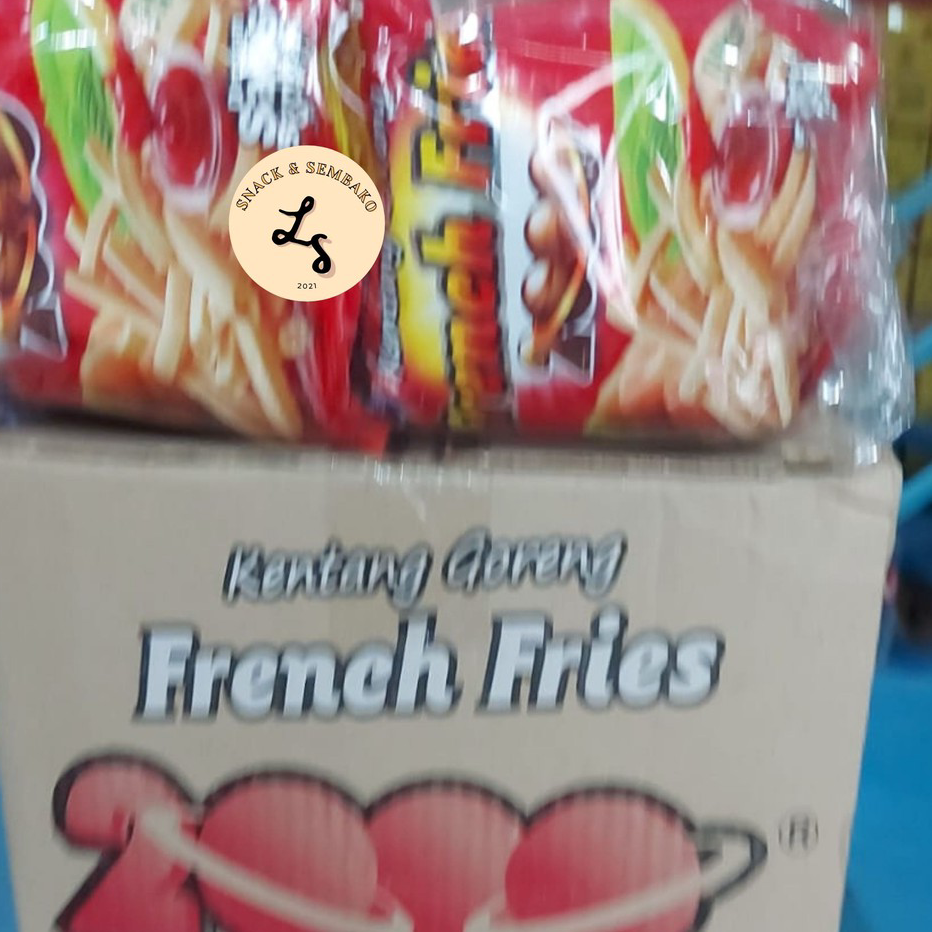 SNACK & SEMBAKO
LS
2021
French Fries
Kentang Goreng
French Fries
2000
®